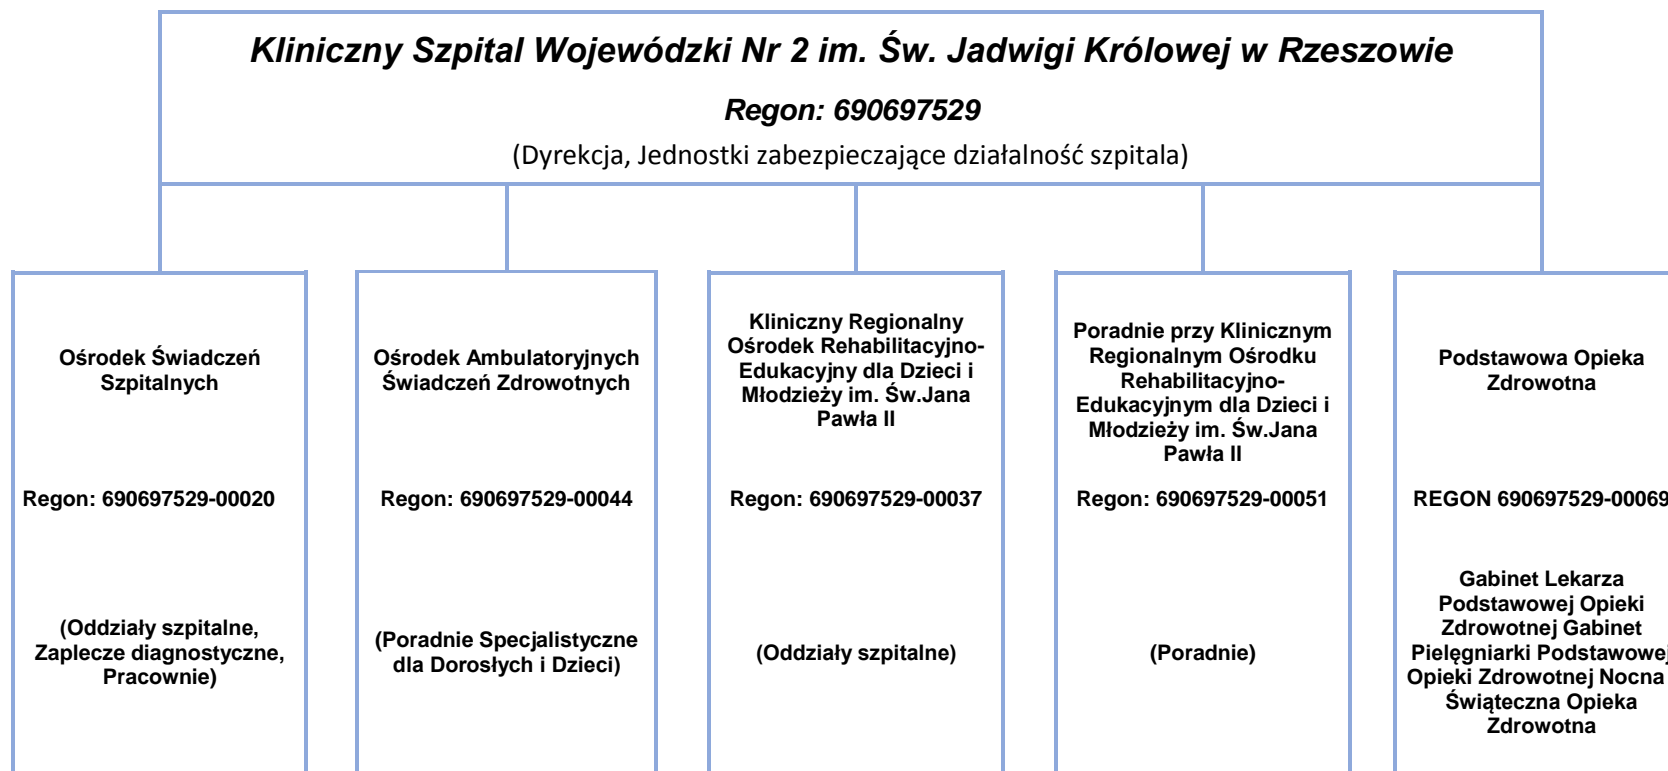 Kliniczny Szpital Wojewódzki Nr 2 im. Św. Jadwigi Królowej w Rzeszowie
Regon: 690697529
(Dyrekcja, Jednostki zabezpieczające działalność szpitala)
Ośrodek Świadczeń
Szpitalnych
Regon: 690697529-00020
(Oddziały szpitalne,
Zaplecze diagnostyczne,
Pracownie)
Ośrodek Ambulatoryjnych
Świadczeń Zdrowotnych
Regon: 690697529-00044
(Poradnie Specjalistyczne
dla Dorosłych i Dzieci)
Kliniczny Regionalny
Ośrodek Rehabilitacyjno-
Edukacyjny dla Dzieci i
Młodzieży im. Św.Jana
Pawła II
Regon: 690697529-00037
(Oddziały szpitalne)
Poradnie przy Klinicznym
Regionalnym Ośrodku
Rehabilitacyjno-
Edukacyjnym dla Dzieci i
Młodzieży im. Św.Jana
Pawła II
Regon: 690697529-00051
(Poradnie)
Podstawowa Opieka
Zdrowotna
REGON 690697529-00069
Gabinet Lekarza
Podstawowej Opieki
Zdrowotnej Gabinet
Pielęgniarki Podstawowej
Opieki Zdrowotnej Nocna
Świąteczna Opieka
Zdrowotna